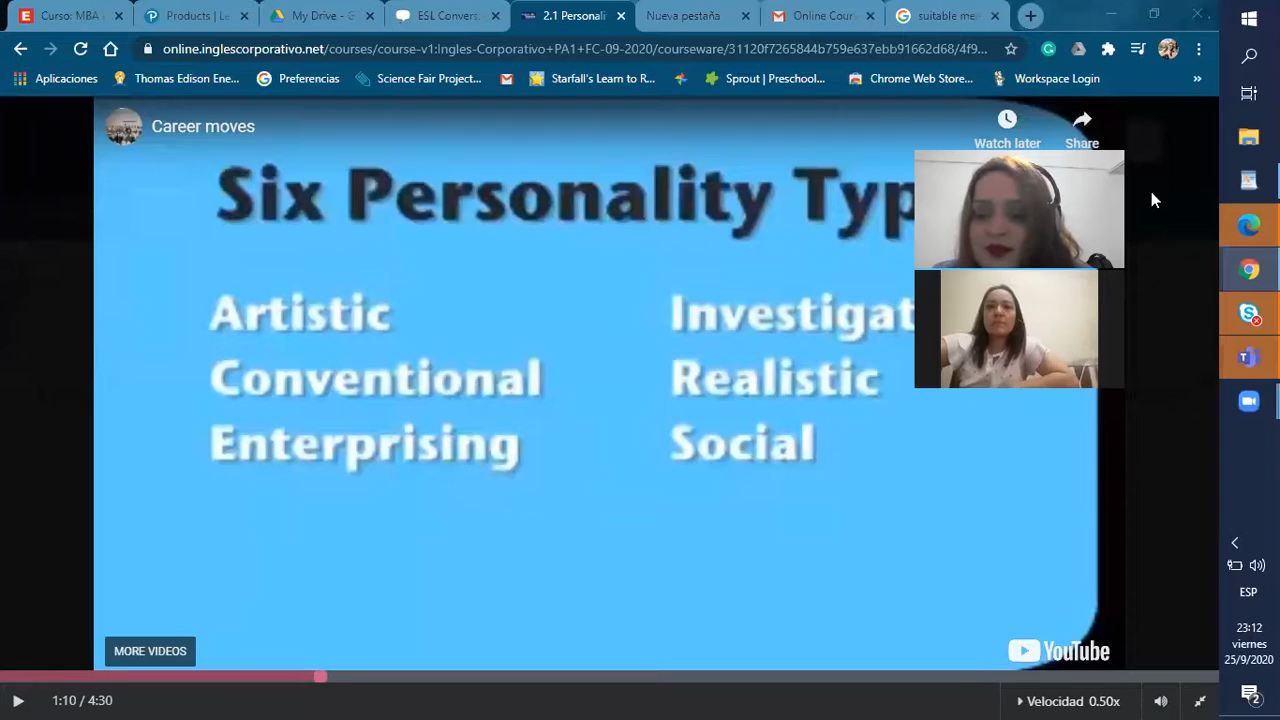 Curso: MBA
Products | Le
My Drive - G
ESL Convers
2.1 Personali
Nueva pestaña
Online Cour
suitable me
online.inglescorporativo.net/courses/course-v1:Ingles-Corporativo+PA1+FC-09-2020/courseware/31120f7265844b759e637ebb91662d68/4f9...
Aplicaciones
Thomas Edison Ene...
Preferencias
Science Fair Project...
Starfall's Learn to R...
Sprout | Preschool...
Chrome Web Store...
Workspace Login
»
Career moves
Watch later
Share
Six Personality Typ
Artistic
Investigat
Conventional
Realistic
Enterprising
Social
MORE VIDEOS
YouTube
1:10 / 4:30
Velocidad 0.50x
ESP
23:12
viernes
25/9/2020
2